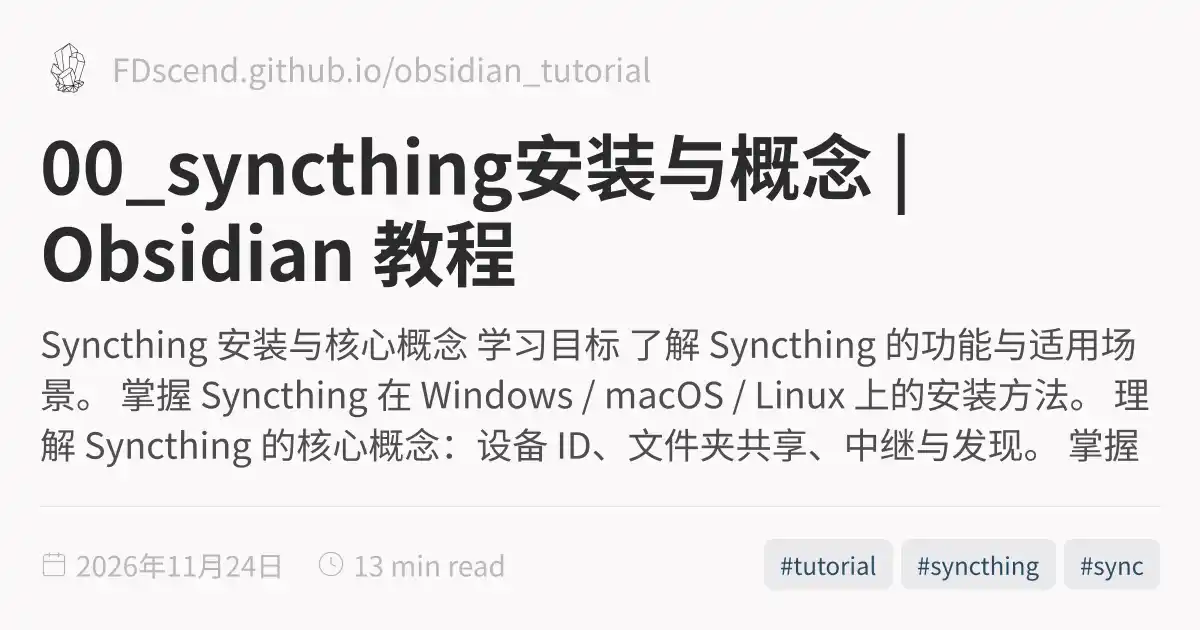 FDscend.github.io/obsidian_tutorial
00_syncthing安装与概念 |
Obsidian 教程
Syncthing 安装与核心概念 学习目标 了解 Syncthing 的功能与适用场
景。 掌握 Syncthing 在 Windows / macOS / Linux 上的安装方法。 理
解 Syncthing 的核心概念：设备 ID、文件夹共享、中继与发现。 掌握
2026年11月24日 13 min read #tutorial #syncthing #sync